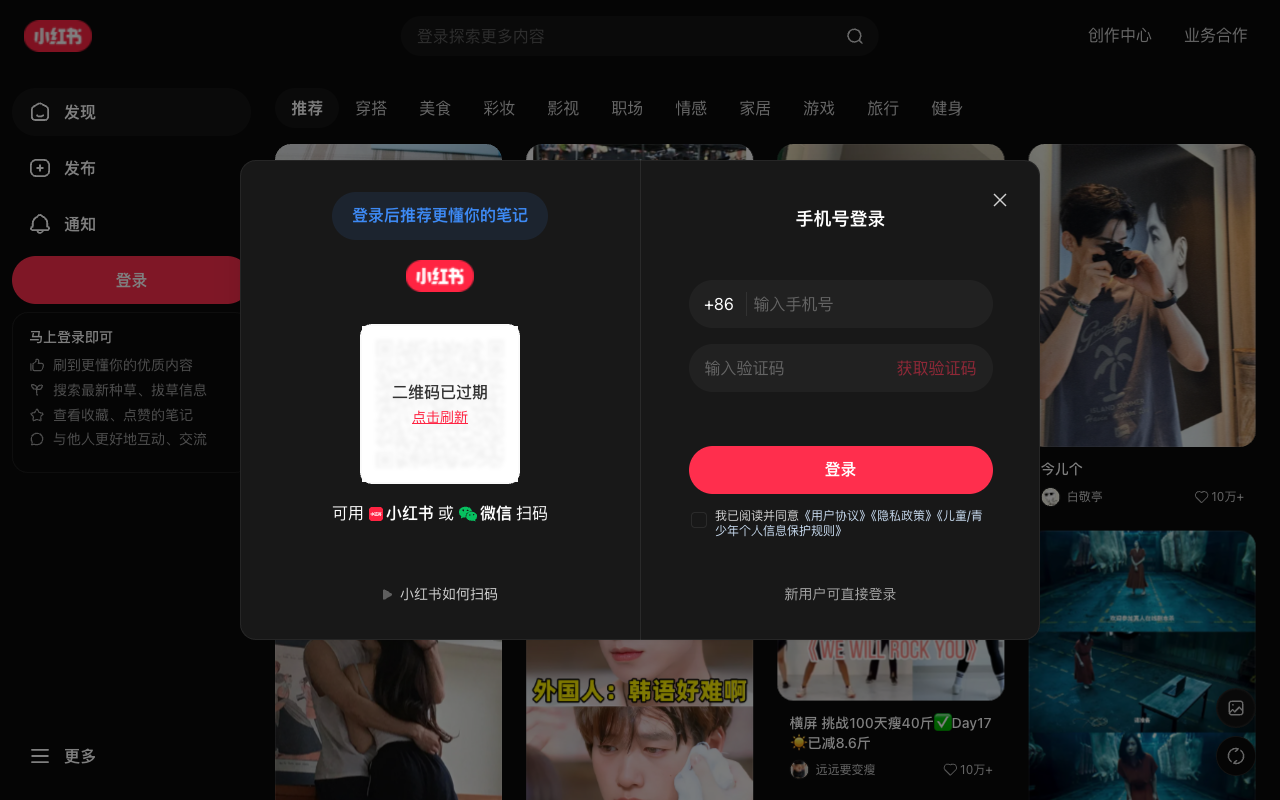 小红书
登录探索更多内容
创作中心
业务合作
发现
发布
通知
登录
马上登录即可
刷到更懂你的优质内容
搜索最新种草、拔草信息
查看收藏、点赞的笔记
与他人更好地互动、交流
更多
推荐
穿搭
美食
彩妆
影视
职场
情感
家居
游戏
旅行
健身
登录后推荐更懂你的笔记
小红书
二维码已过期
点击刷新
可用 小红书 或 微信 扫码
小红书如何扫码
手机号登录
+86 输入手机号
输入验证码 获取验证码
登录
我已阅读并同意《用户协议》《隐私政策》《儿童/青
少年个人信息保护规则》
新用户可直接登录
今儿个
白敬亭
10万+
外国人：韩语好难啊
《WE WILL ROCK YOU》
横屏 挑战100天瘦40斤✅Day17
☀️已减8.6斤
远远要变瘦
10万+